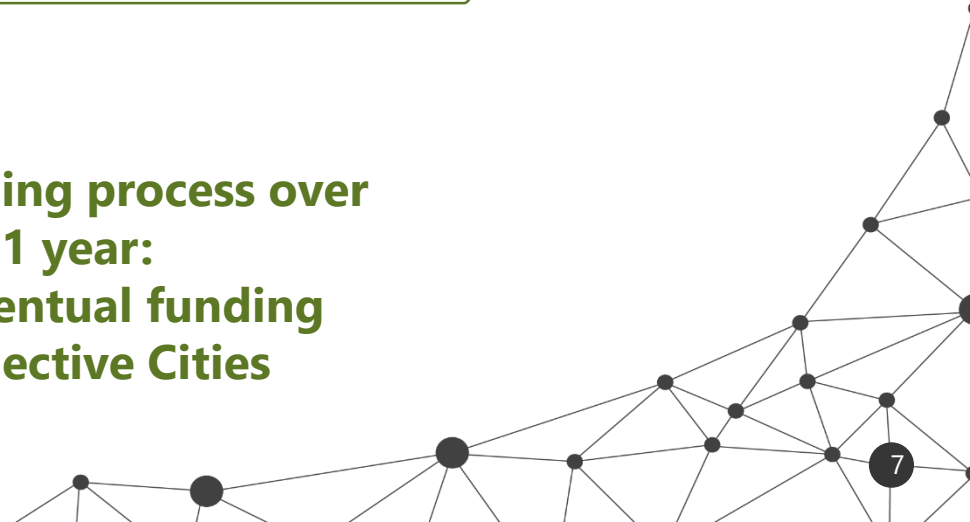 ing process over
1 year:
entual funding
ective Cities
7